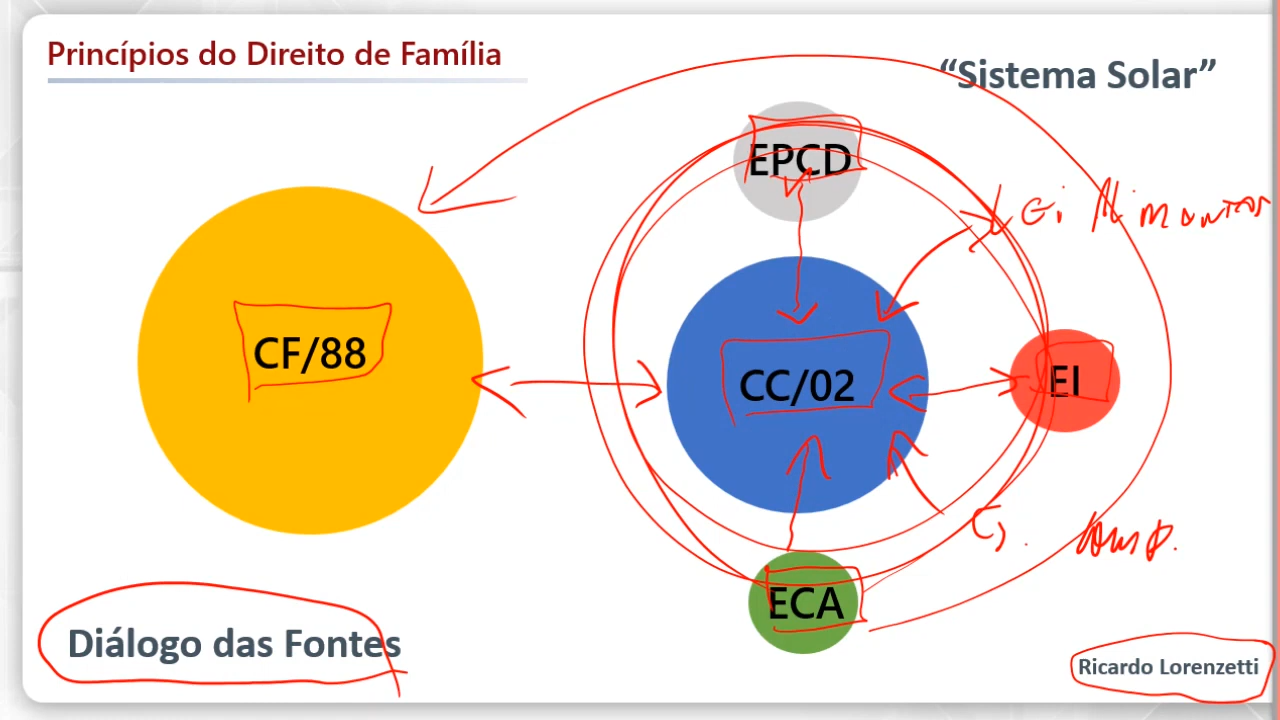 Princípios do Direito de Família
“Sistema Solar”
EPCD
CF/88
CC/02
EI
ECA
Diálogo das Fontes
Ricardo Lorenzetti